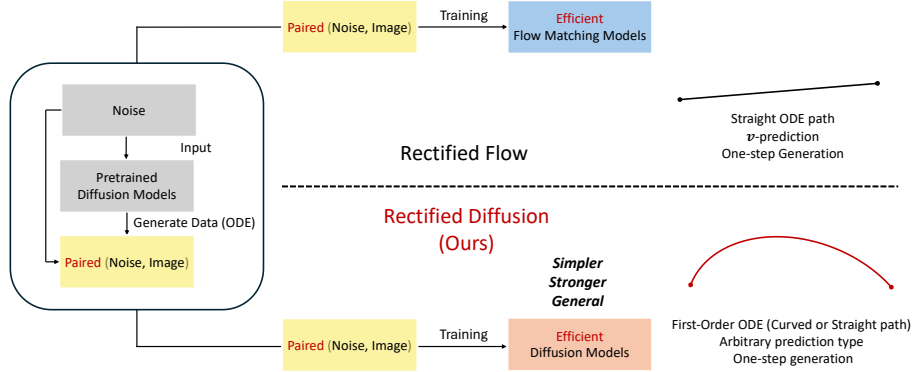 Paired (Noise, Image)
Training
Efficient
Flow Matching Models
Noise
Input
Pretrained
Diffusion Models
Generate Data (ODE)
Paired (Noise, Image)
Rectified Flow
Straight ODE path
v-prediction
One-step Generation
Rectified Diffusion
(Ours)
Simpler
Stronger
General
Paired (Noise, Image)
Training
Efficient
Diffusion Models
First-Order ODE (Curved or Straight path)
Arbitrary prediction type
One-step generation